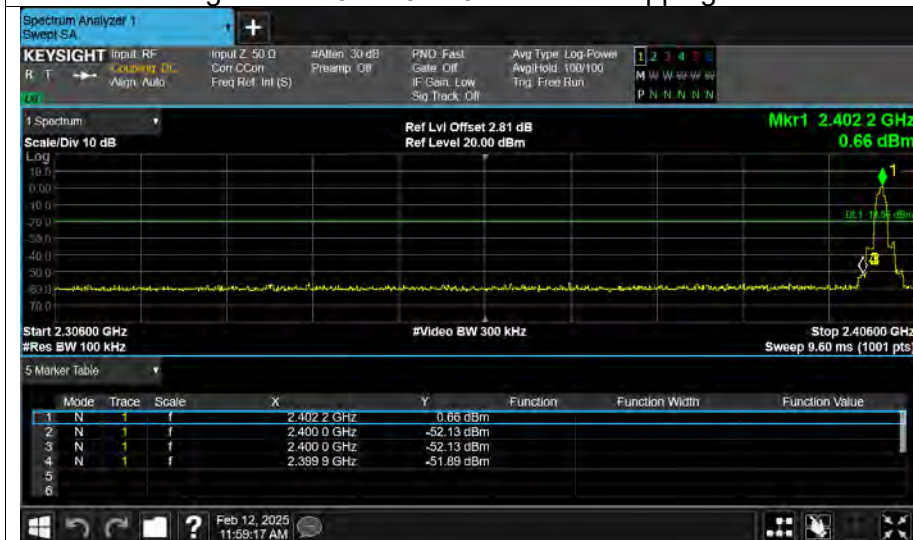 Spectrum Analyzer 1
Swept SA
+
KEYSIGHT Input: RF Input Z: 50 Ω #Atten: 30 dB PNO: Fast Avg Type: Log-Power 1 2 3 4 5 6
R T Coupling: DC Corr CCorr Preamp: Off Gate: Off Avg|Hold: 100/100 M W W W W W
Align: Auto Freq Ref: Int (S) IF Gain: Low Trig: Free Run
Sig Track: Off P N N N N N
1 Spectrum Ref Lvl Offset 2.81 dB Mkr1 2.402 2 GHz
Scale/Div 10 dB Ref Level 20.00 dBm 0.66 dBm
Log
10.0 1
0.00
-10.0
-20.0 DL1 dBm
-30.0
-40.0
-50.0
-60.0
-70.0
Start 2.30600 GHz #Video BW 300 kHz Stop 2.40600 GHz
#Res BW 100 kHz Sweep 9.60 ms (1001 pts)
5 Marker Table
Mode Trace Scale X Y Function Function Width Function Value
1 N 1 f 2.402 2 GHz 0.66 dBm
2 N 1 f 2.400 0 GHz -52.13 dBm
3 N 1 f 2.400 0 GHz -52.13 dBm
4 N 1 f 2.399 9 GHz -51.89 dBm
5
6
? Feb 12, 2025
11:59:17 AM